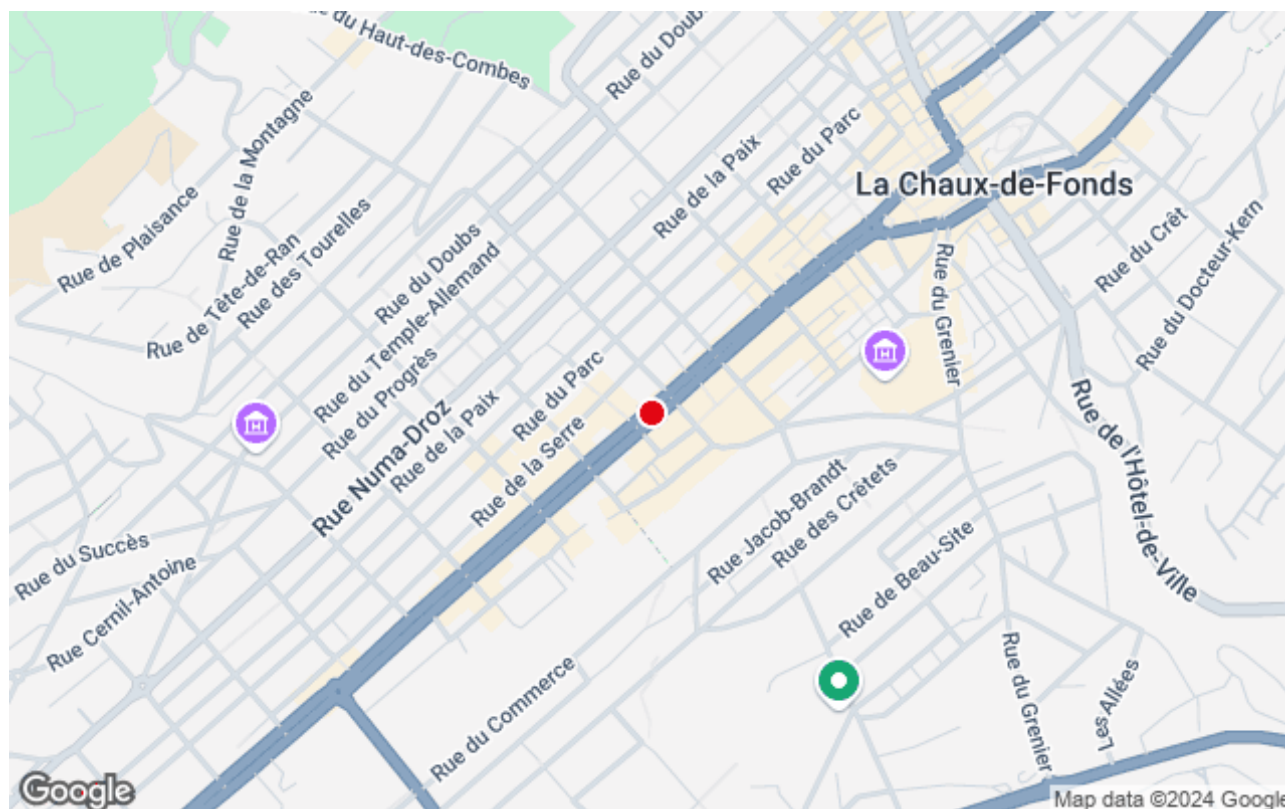 Rue du Haut-des-Combes
Rue du Doubs
Rue de la Montagne
Rue de Plaisance
Rue de la Paix
Rue du Parc
La Chaux-de-Fonds
Rue de Tête-de-Ran
Rue des Tourelles
Rue du Doubs
Rue du Temple-Allemand
Rue du Progrès
Rue du Crêt
Rue du Docteur-Kern
Rue du Grenier
Rue Numa-Droz
Rue de la Paix
Rue du Parc
Rue de la Serre
Rue de l'Hôtel-de-Ville
Rue Jacob-Brandt
Rue des Crêtets
Rue de Beau-Site
Rue du Succès
Rue Cernil-Antoine
Rue du Commerce
Rue du Grenier
Les Allées
H
H
Google
Map data ©2024 Google